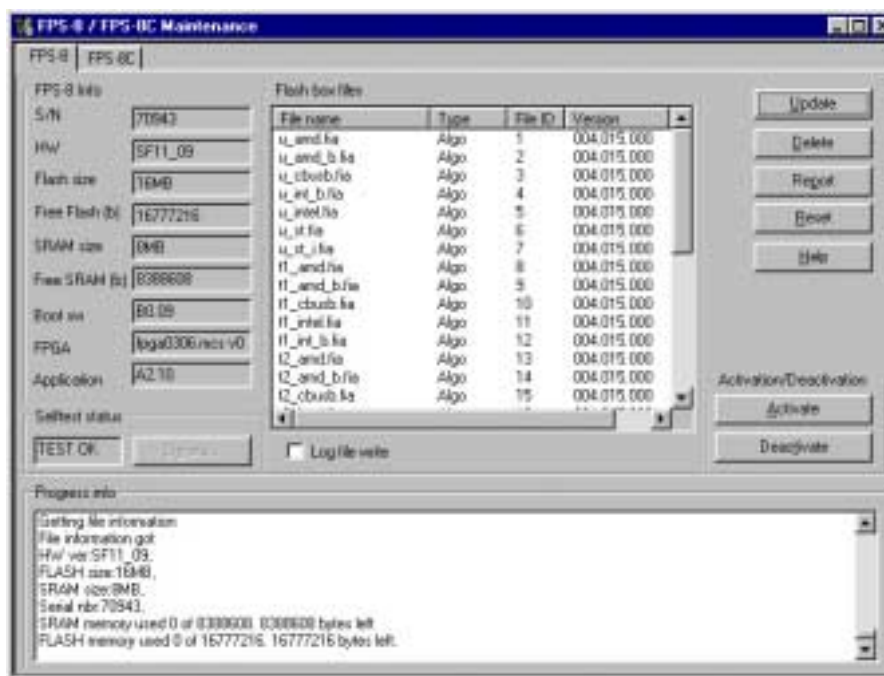 FPS-8 / FPS-8C Maintenance
FPS-8 FPS-8C
FPS-8 Info
S/N 70943
HW SF11_09
Flash size 16MB
Free Flash (b) 16777216
SRAM size 8MB
Free SRAM (b) 8388608
Boot sw B0.09
FPGA fpga0306.mcs v0
Application A2.10
Selftest status
TEST OK.
Flash box files
File name Type File ID Version
u_amd.fia Algo 1 004.015.000
u_amd_b.fia Algo 2 004.015.000
u_cbusb.fia Algo 3 004.015.000
u_int_b.fia Algo 4 004.015.000
u_intel.fia Algo 5 004.015.000
u_st.fia Algo 6 004.015.000
u_st_i.fia Algo 7 004.015.000
f1_amd.fia Algo 8 004.015.000
f1_amd_b.fia Algo 9 004.015.000
f1_cbusb.fia Algo 10 004.015.000
f1_intel.fia Algo 11 004.015.000
f1_int_b.fia Algo 12 004.015.000
f2_amd.fia Algo 13 004.015.000
f2_amd_b.fia Algo 14 004.015.000
f2_cbusb.fia Algo 15 004.015.000
Log file write
Update
Delete
Report
Reset
Help
Activation/Deactivation
Activate
Deactivate
Progress info
Getting file information
File information got
HW ver:SF11_09,
FLASH size:16MB,
SRAM size:8MB,
Serial nbr:70943,
SRAM memory used 0 of 8388608. 8388608 bytes left
FLASH memory used 0 of 16777216. 16777216 bytes left.